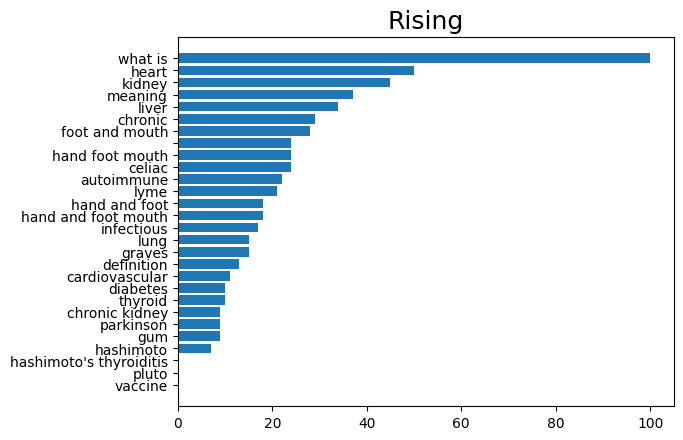 Rising
what is
heart
kidney
meaning
liver
chronic
foot and mouth
hand foot mouth
celiac
autoimmune
lyme
hand and foot
hand and foot mouth
infectious
lung
graves
definition
cardiovascular
diabetes
thyroid
chronic kidney
parkinson
gum
hashimoto
hashimoto's thyroiditis
pluto
vaccine
0 20 40 60 80 100